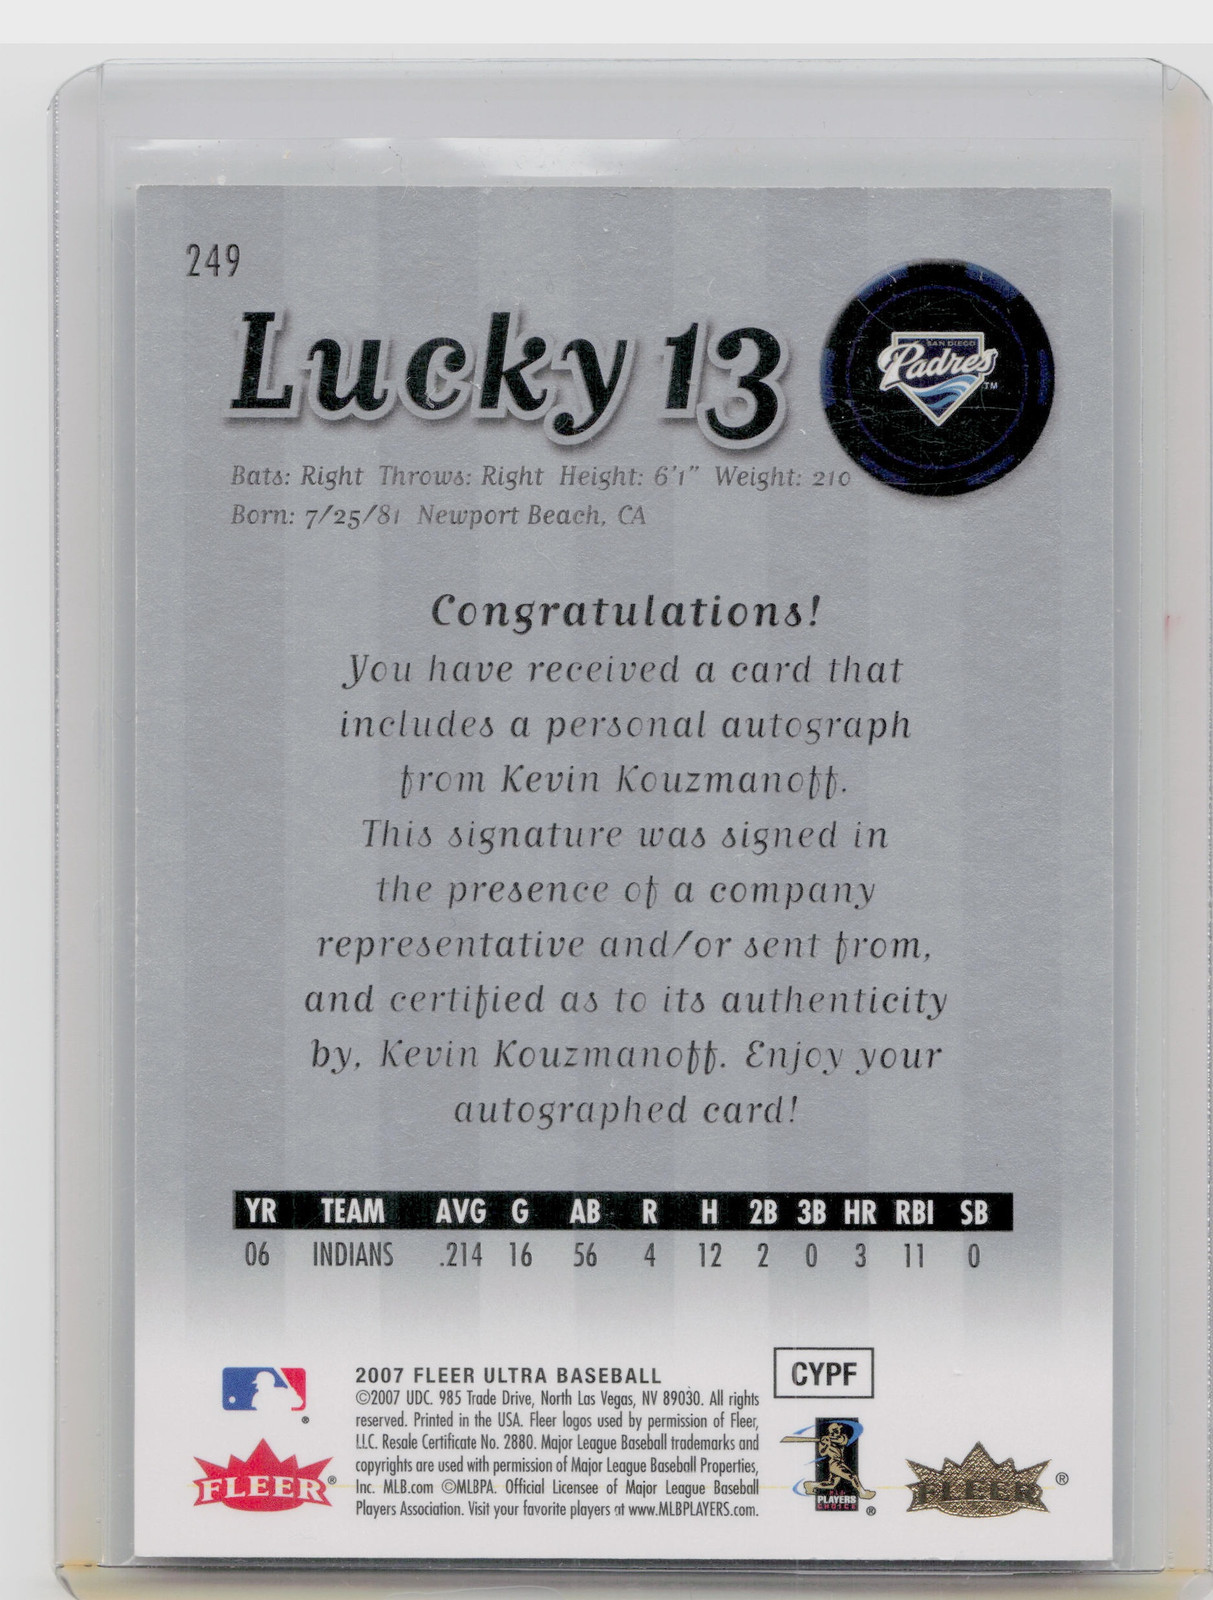 249
Lucky 13
SAN DIEGO
Padres TM
Bats: Right Throws: Right Height: 6'1" Weight: 210
Born: 7/25/81 Newport Beach, CA
Congratulations!
You have received a card that
includes a personal autograph
from Kevin Kouzmanoff.
This signature was signed in
the presence of a company
representative and/or sent from,
and certified as to its authenticity
by, Kevin Kouzmanoff. Enjoy your
autographed card!
YR TEAM AVG G AB R H 2B 3B HR RBI SB
06 INDIANS .214 16 56 4 12 2 0 3 11 0
2007 FLEER ULTRA BASEBALL
©2007 UDC. 985 Trade Drive, North Las Vegas, NV 89030. All rights
reserved. Printed in the USA. Fleer logos used by permission of Fleer,
LLC. Resale Certificate No. 2880. Major League Baseball trademarks and
copyrights are used with permission of Major League Baseball Properties,
Inc. MLB.com ©MLBPA. Official Licensee of Major League Baseball
Players Association. Visit your favorite players at www.MLBPLAYERS.com.
CYPF
®
FLEER ®
PLAYERS
CHOICE ®
FLEER ®